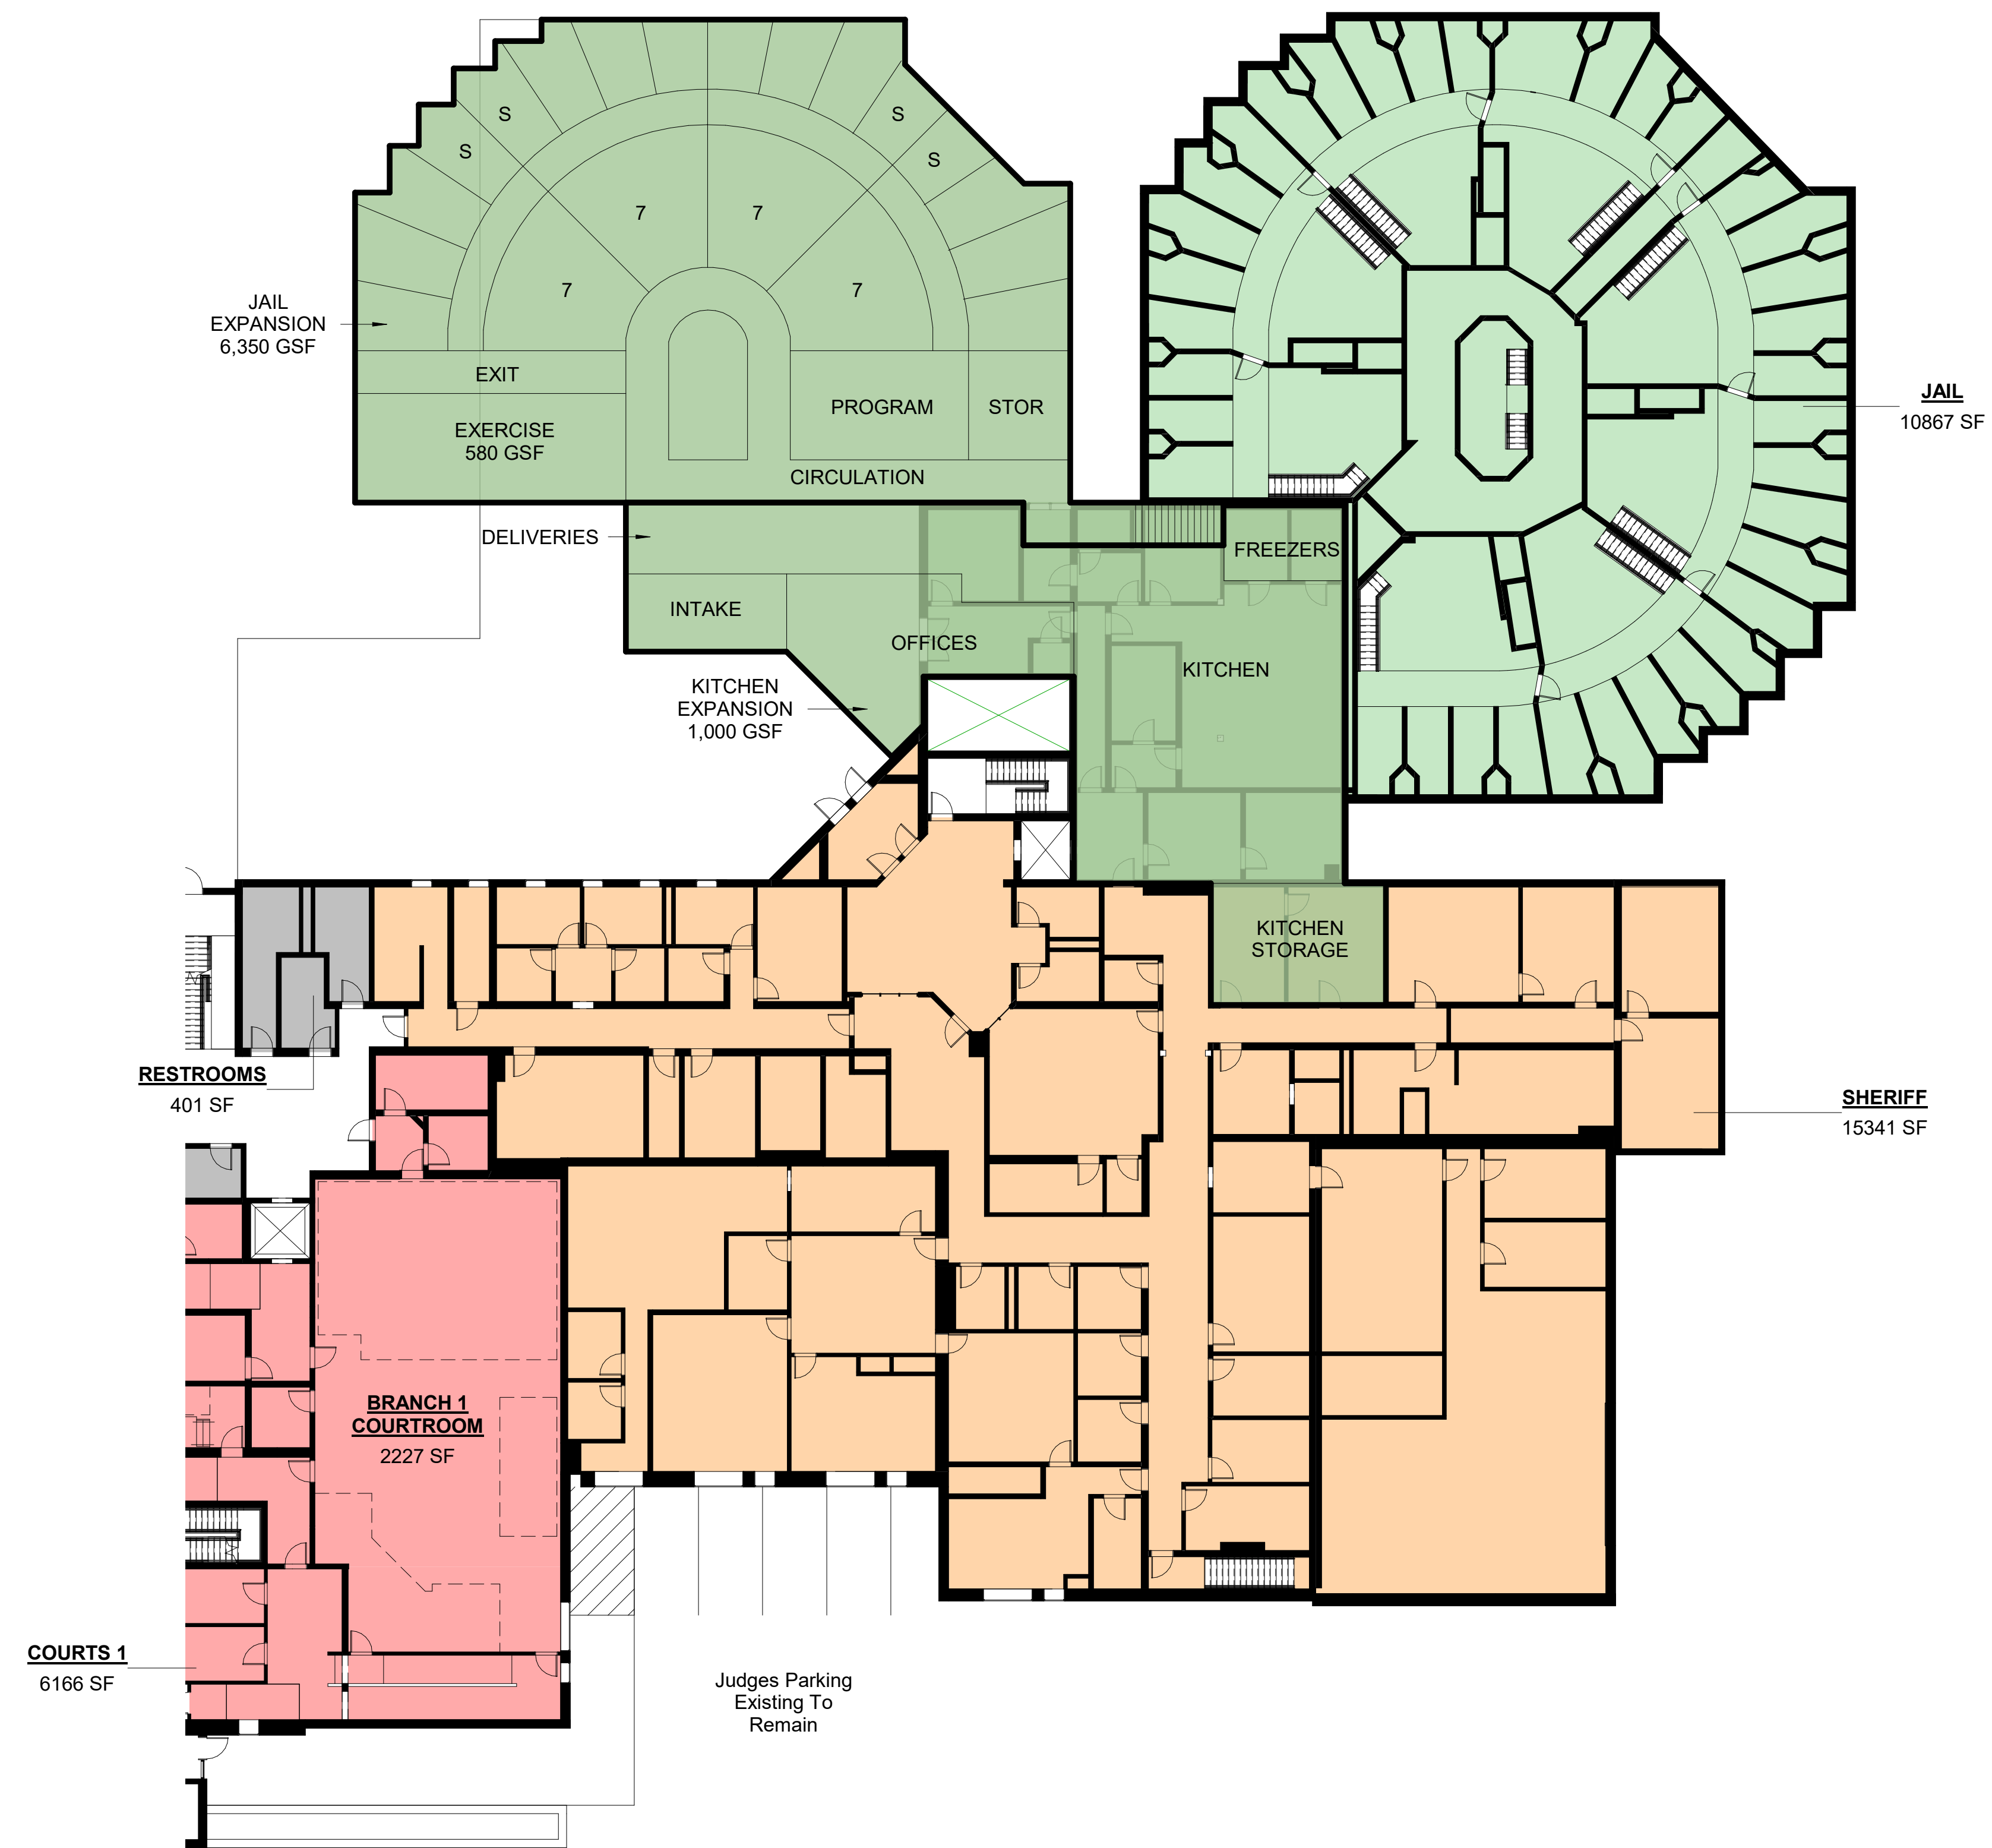 S
S
S
S
7
7
7
7
JAIL
EXPANSION
6,350 GSF
EXIT
PROGRAM
STOR
EXERCISE
580 GSF
CIRCULATION
JAIL
10867 SF
DELIVERIES
FREEZERS
INTAKE
OFFICES
KITCHEN
KITCHEN
EXPANSION
1,000 GSF
KITCHEN
STORAGE
RESTROOMS
401 SF
SHERIFF
15341 SF
BRANCH 1
COURTROOM
2227 SF
COURTS 1
6166 SF
Judges Parking
Existing To
Remain